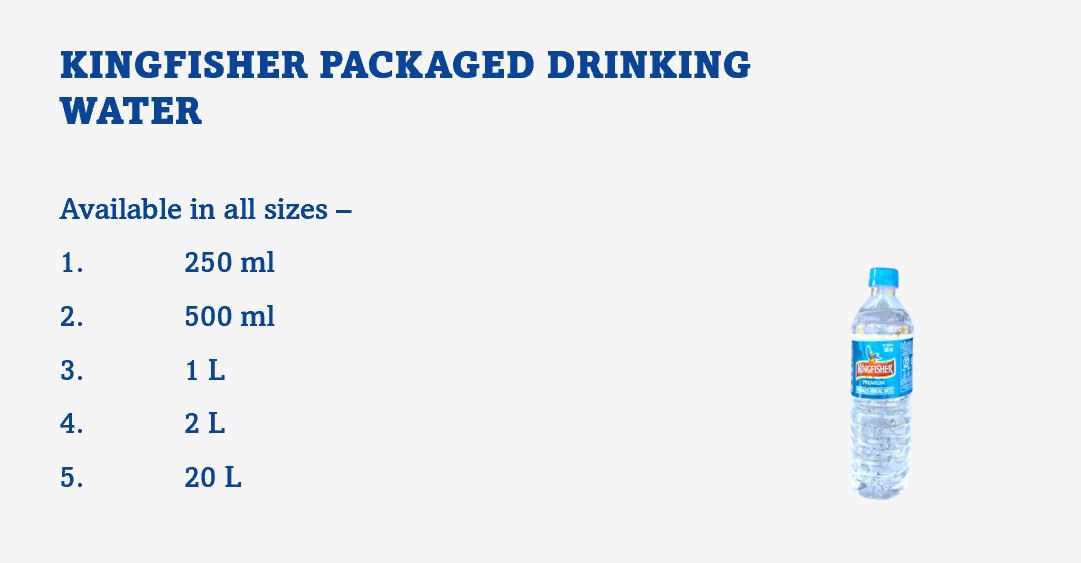 KINGFISHER PACKAGED DRINKING
WATER
Available in all sizes –
1. 250 ml
2. 500 ml
3. 1 L
4. 2 L
5. 20 L
KINGFISHER
PREMIUM